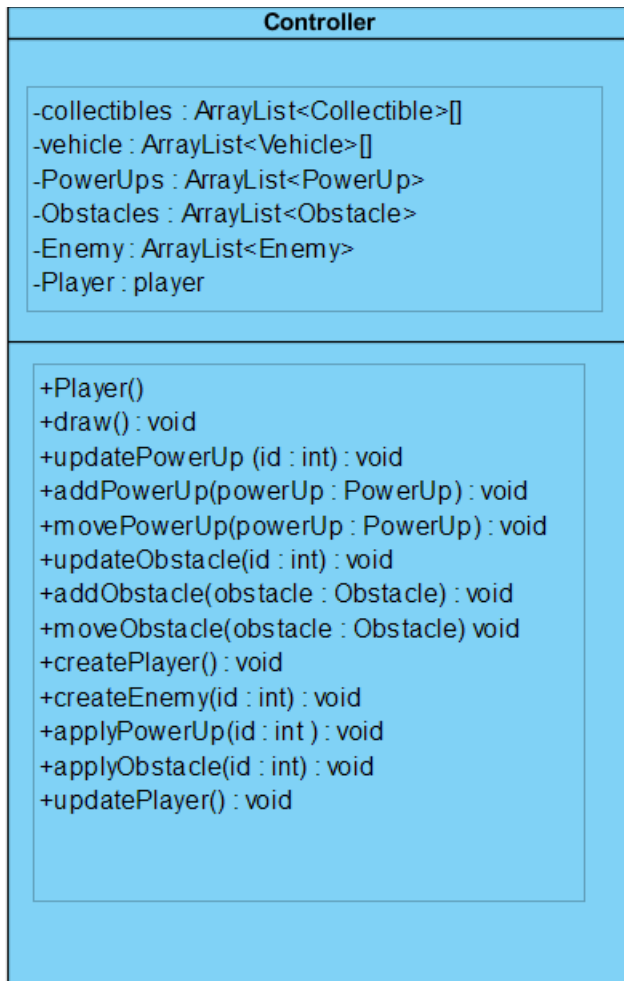 Controller
-collectibles : ArrayList<Collectible>[]
-vehicle : ArrayList<Vehicle>[]
-PowerUps : ArrayList<PowerUp>
-Obstacles : ArrayList<Obstacle>
-Enemy : ArrayList<Enemy>
-Player : player
+Player()
+draw() : void
+updatePowerUp (id : int) : void
+addPowerUp(powerUp : PowerUp) : void
+movePowerUp(powerUp : PowerUp) : void
+updateObstacle(id : int) : void
+addObstacle(obstacle : Obstacle) : void
+moveObstacle(obstacle : Obstacle) void
+createPlayer() : void
+createEnemy(id : int) : void
+applyPowerUp(id : int ) : void
+applyObstacle(id : int) : void
+updatePlayer() : void